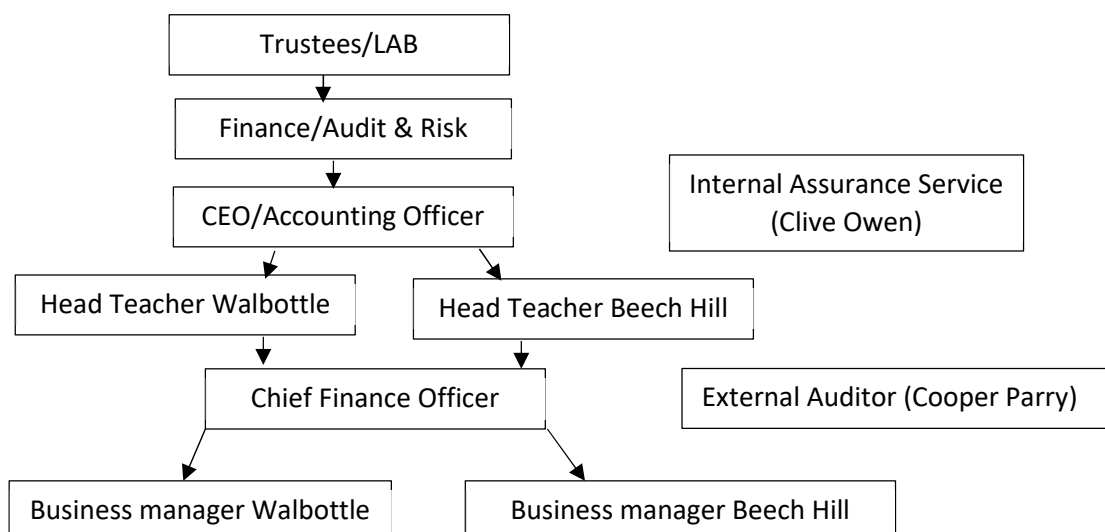 Trustees/LAB
Finance/Audit & Risk
Internal Assurance Service
(Clive Owen)
CEO/Accounting Officer
Head Teacher Walbottle
Head Teacher Beech Hill
Chief Finance Officer
External Auditor (Cooper Parry)
Business manager Walbottle
Business manager Beech Hill